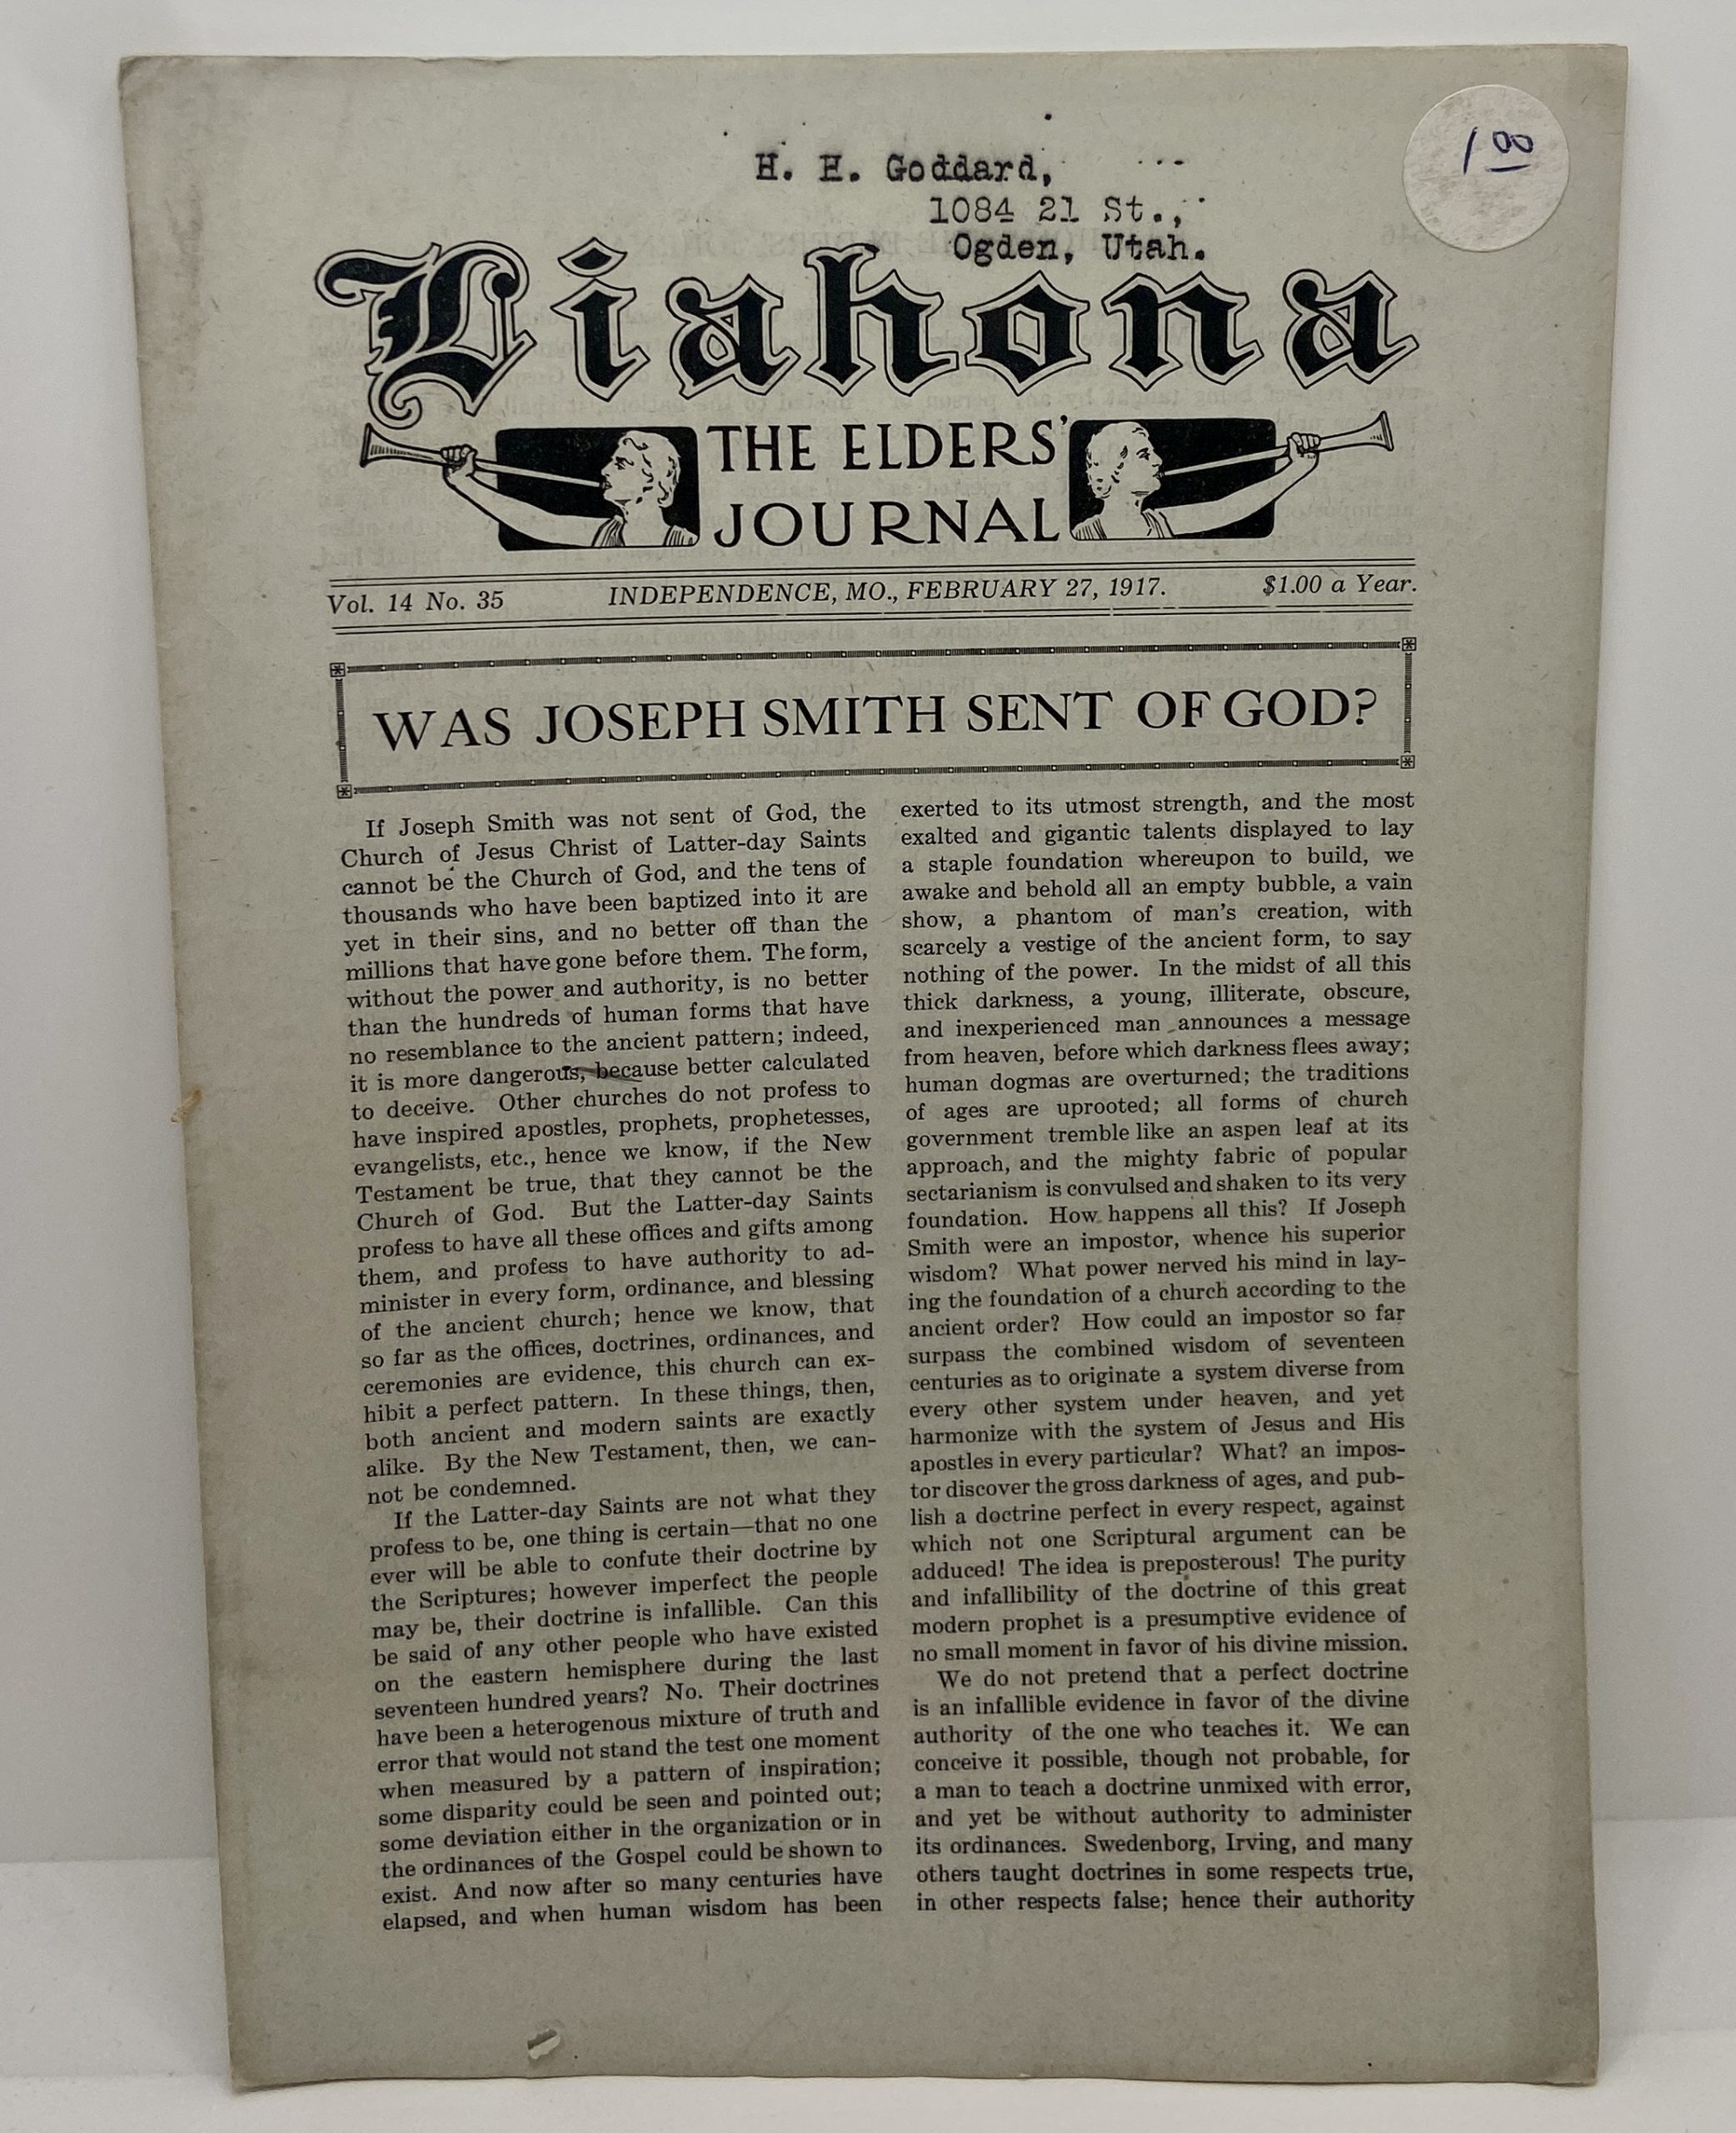 H. E. Goddard,
1084 21 St.,
Ogden, Utah.
1 00
Liahona
THE ELDERS'
JOURNAL
Vol. 14 No. 35 INDEPENDENCE, MO., FEBRUARY 27, 1917. $1.00 a Year.
WAS JOSEPH SMITH SENT OF GOD?
If Joseph Smith was not sent of God, the
Church of Jesus Christ of Latter-day Saints
cannot be the Church of God, and the tens of
thousands who have been baptized into it are
yet in their sins, and no better off than the
millions that have gone before them. The form,
without the power and authority, is no better
than the hundreds of human forms that have
no resemblance to the ancient pattern; indeed,
it is more dangerous, because better calculated
to deceive. Other churches do not profess to
have inspired apostles, prophets, prophetesses,
evangelists, etc., hence we know, if the New
Testament be true, that they cannot be the
Church of God. But the Latter-day Saints
profess to have all these offices and gifts among
them, and profess to have authority to ad-
minister in every form, ordinance, and blessing
of the ancient church; hence we know, that
so far as the offices, doctrines, ordinances, and
ceremonies are evidence, this church can ex-
hibit a perfect pattern. In these things, then,
both ancient and modern saints are exactly
alike. By the New Testament, then, we can-
not be condemned.
If the Latter-day Saints are not what they
profess to be, one thing is certain—that no one
ever will be able to confute their doctrine by
the Scriptures; however imperfect the people
may be, their doctrine is infallible. Can this
be said of any other people who have existed
on the eastern hemisphere during the last
seventeen hundred years? No. Their doctrines
have been a heterogenous mixture of truth and
error that would not stand the test one moment
when measured by a pattern of inspiration;
some disparity could be seen and pointed out;
some deviation either in the organization or in
the ordinances of the Gospel could be shown to
exist. And now after so many centuries have
elapsed, and when human wisdom has been
exerted to its utmost strength, and the most
exalted and gigantic talents displayed to lay
a staple foundation whereupon to build, we
awake and behold all an empty bubble, a vain
show, a phantom of man's creation, with
scarcely a vestige of the ancient form, to say
nothing of the power. In the midst of all this
thick darkness, a young, illiterate, obscure,
and inexperienced man announces a message
from heaven, before which darkness flees away;
human dogmas are overturned; the traditions
of ages are uprooted; all forms of church
government tremble like an aspen leaf at its
approach, and the mighty fabric of popular
sectarianism is convulsed and shaken to its very
foundation. How happens all this? If Joseph
Smith were an impostor, whence his superior
wisdom? What power nerved his mind in lay-
ing the foundation of a church according to the
ancient order? How could an impostor so far
surpass the combined wisdom of seventeen
centuries as to originate a system diverse from
every other system under heaven, and yet
harmonize with the system of Jesus and His
apostles in every particular? What? an impos-
tor discover the gross darkness of ages, and pub-
lish a doctrine perfect in every respect, against
which not one Scriptural argument can be
adduced! The idea is preposterous! The purity
and infallibility of the doctrine of this great
modern prophet is a presumptive evidence of
no small moment in favor of his divine mission.
We do not pretend that a perfect doctrine
is an infallible evidence in favor of the divine
authority of the one who teaches it. We can
conceive it possible, though not probable, for
a man to teach a doctrine unmixed with error,
and yet be without authority to administer
its ordinances. Swedenborg, Irving, and many
others taught doctrines in some respects true,
in other respects false; hence their authority